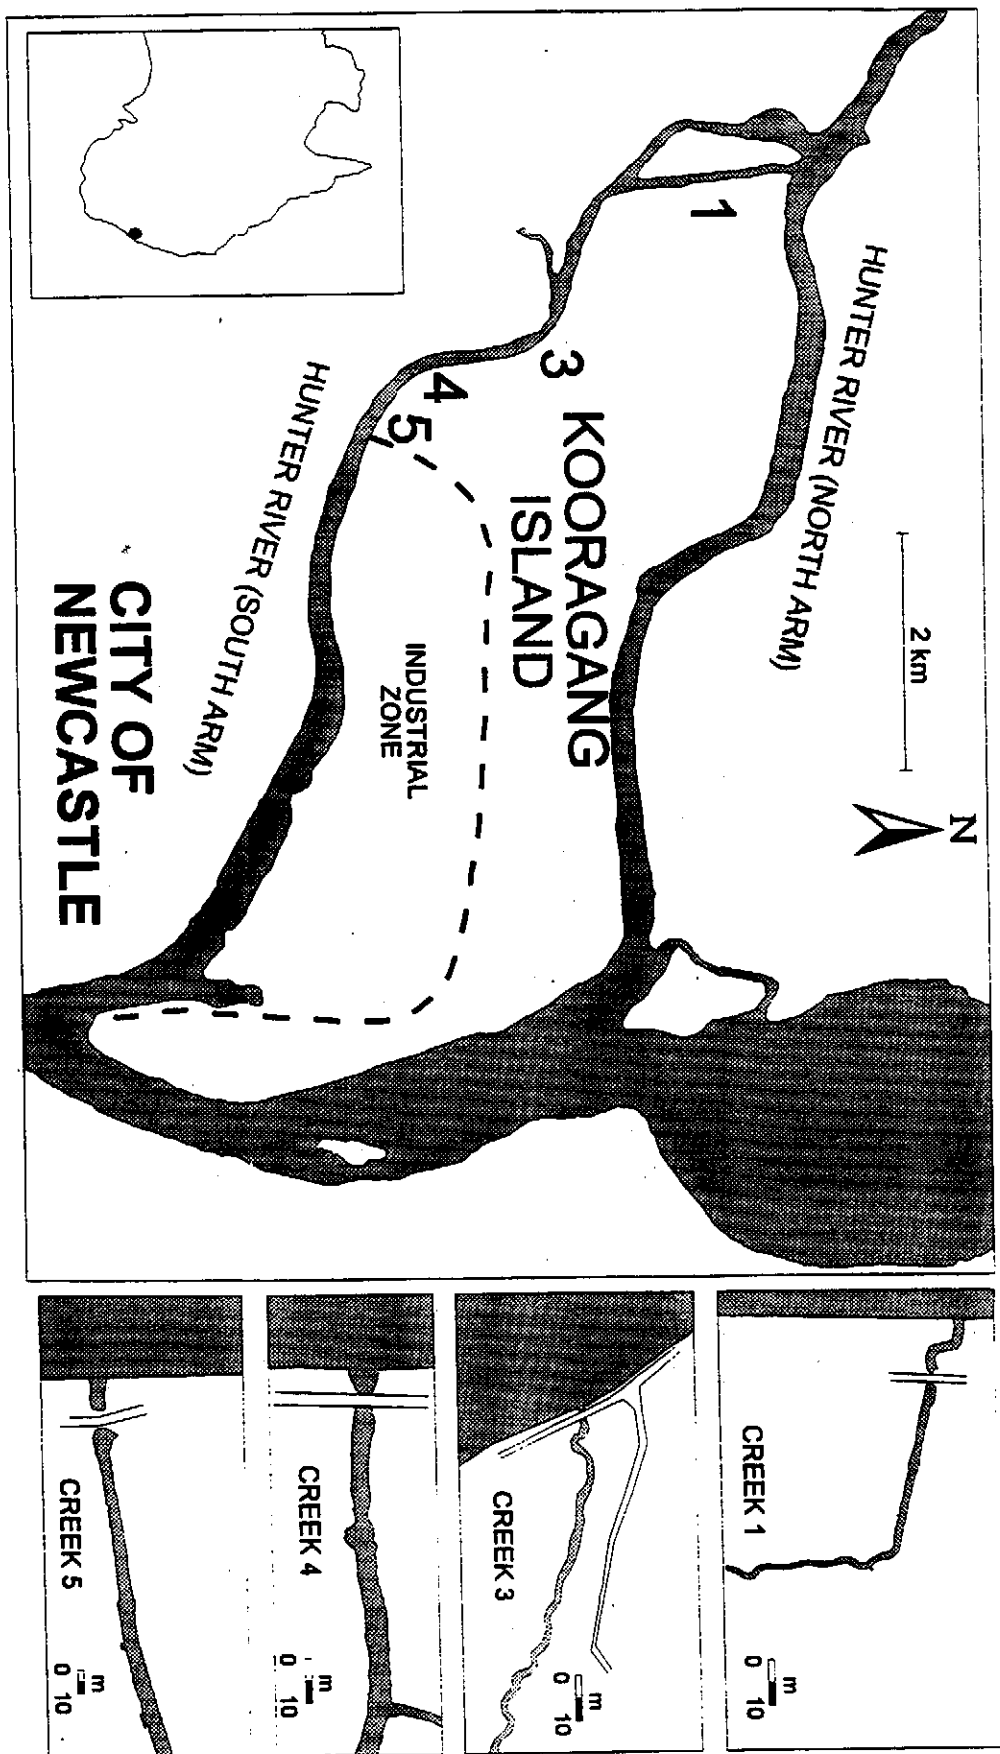 HUNTER RIVER (NORTH ARM)
2 km
N
1
3
KOORAGANG
ISLAND
4
5
INDUSTRIAL
ZONE
HUNTER RIVER (SOUTH ARM)
CITY OF
NEWCASTLE
CREEK 1
m
0 10
CREEK 3
m
0 10
CREEK 4
m
0 10
CREEK 5
m
0 10